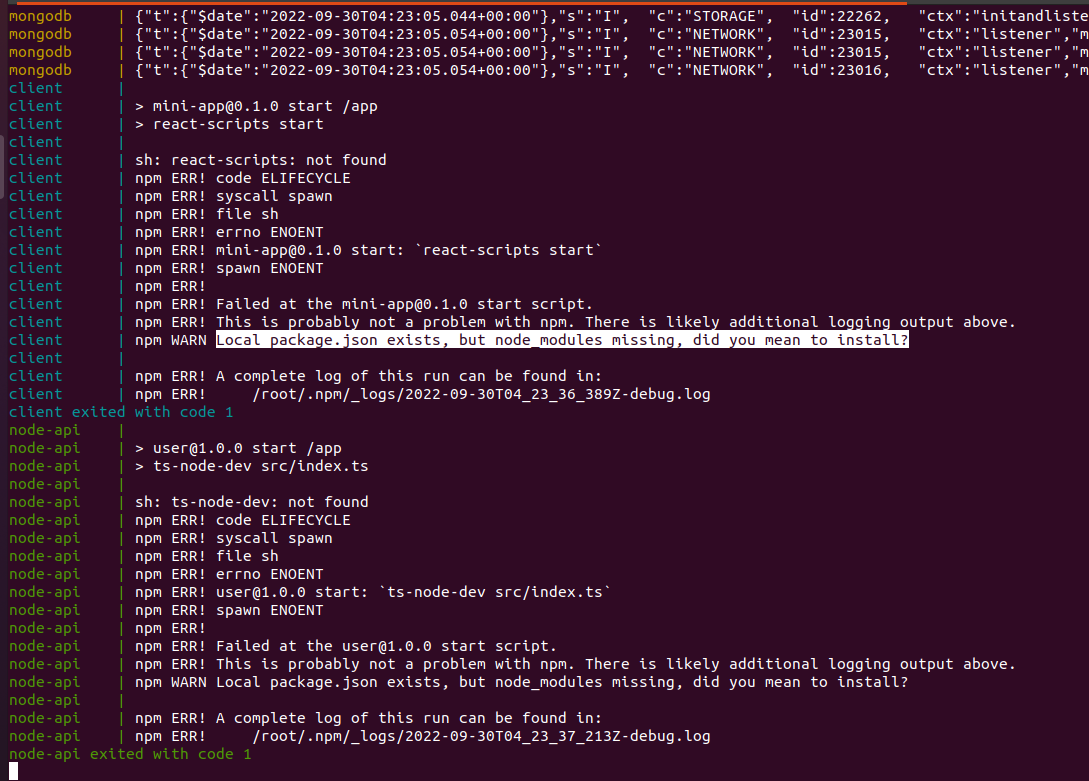 mongodb     | {"t":{"$date":"2022-09-30T04:23:05.044+00:00"},"s":"I",  "c":"STORAGE",  "id":22262,   "ctx":"initandliste
mongodb     | {"t":{"$date":"2022-09-30T04:23:05.054+00:00"},"s":"I",  "c":"NETWORK",  "id":23015,   "ctx":"listener","m
mongodb     | {"t":{"$date":"2022-09-30T04:23:05.054+00:00"},"s":"I",  "c":"NETWORK",  "id":23015,   "ctx":"listener","m
mongodb     | {"t":{"$date":"2022-09-30T04:23:05.054+00:00"},"s":"I",  "c":"NETWORK",  "id":23016,   "ctx":"listener","m
client      |
client      | > mini-app@0.1.0 start /app
client      | > react-scripts start
client      |
client      | sh: react-scripts: not found
client      | npm ERR! code ELIFECYCLE
client      | npm ERR! syscall spawn
client      | npm ERR! file sh
client      | npm ERR! errno ENOENT
client      | npm ERR! mini-app@0.1.0 start: `react-scripts start`
client      | npm ERR! spawn ENOENT
client      | npm ERR!
client      | npm ERR! Failed at the mini-app@0.1.0 start script.
client      | npm ERR! This is probably not a problem with npm. There is likely additional logging output above.
client      | npm WARN Local package.json exists, but node_modules missing, did you mean to install?
client      |
client      | npm ERR! A complete log of this run can be found in:
client      | npm ERR!     /root/.npm/_logs/2022-09-30T04_23_36_389Z-debug.log
client exited with code 1
node-api    |
node-api    | > user@1.0.0 start /app
node-api    | > ts-node-dev src/index.ts
node-api    |
node-api    | sh: ts-node-dev: not found
node-api    | npm ERR! code ELIFECYCLE
node-api    | npm ERR! syscall spawn
node-api    | npm ERR! file sh
node-api    | npm ERR! errno ENOENT
node-api    | npm ERR! user@1.0.0 start: `ts-node-dev src/index.ts`
node-api    | npm ERR! spawn ENOENT
node-api    | npm ERR!
node-api    | npm ERR! Failed at the user@1.0.0 start script.
node-api    | npm ERR! This is probably not a problem with npm. There is likely additional logging output above.
node-api    | npm WARN Local package.json exists, but node_modules missing, did you mean to install?
node-api    |
node-api    | npm ERR! A complete log of this run can be found in:
node-api    | npm ERR!     /root/.npm/_logs/2022-09-30T04_23_37_213Z-debug.log
node-api exited with code 1